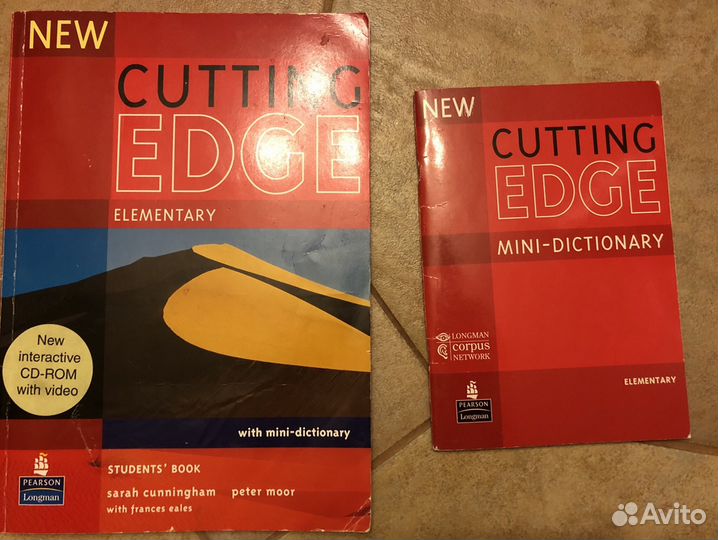 NEW
CUTTING
EDGE
ELEMENTARY
New
interactive
CD-ROM
with video
with mini-dictionary
STUDENTS' BOOK
sarah cunningham peter moor
with frances eales
PEARSON
Longman
NEW
CUTTING
EDGE
MINI-DICTIONARY
LONGMAN
corpus
NETWORK
ELEMENTARY
PEARSON
Longman
Avito